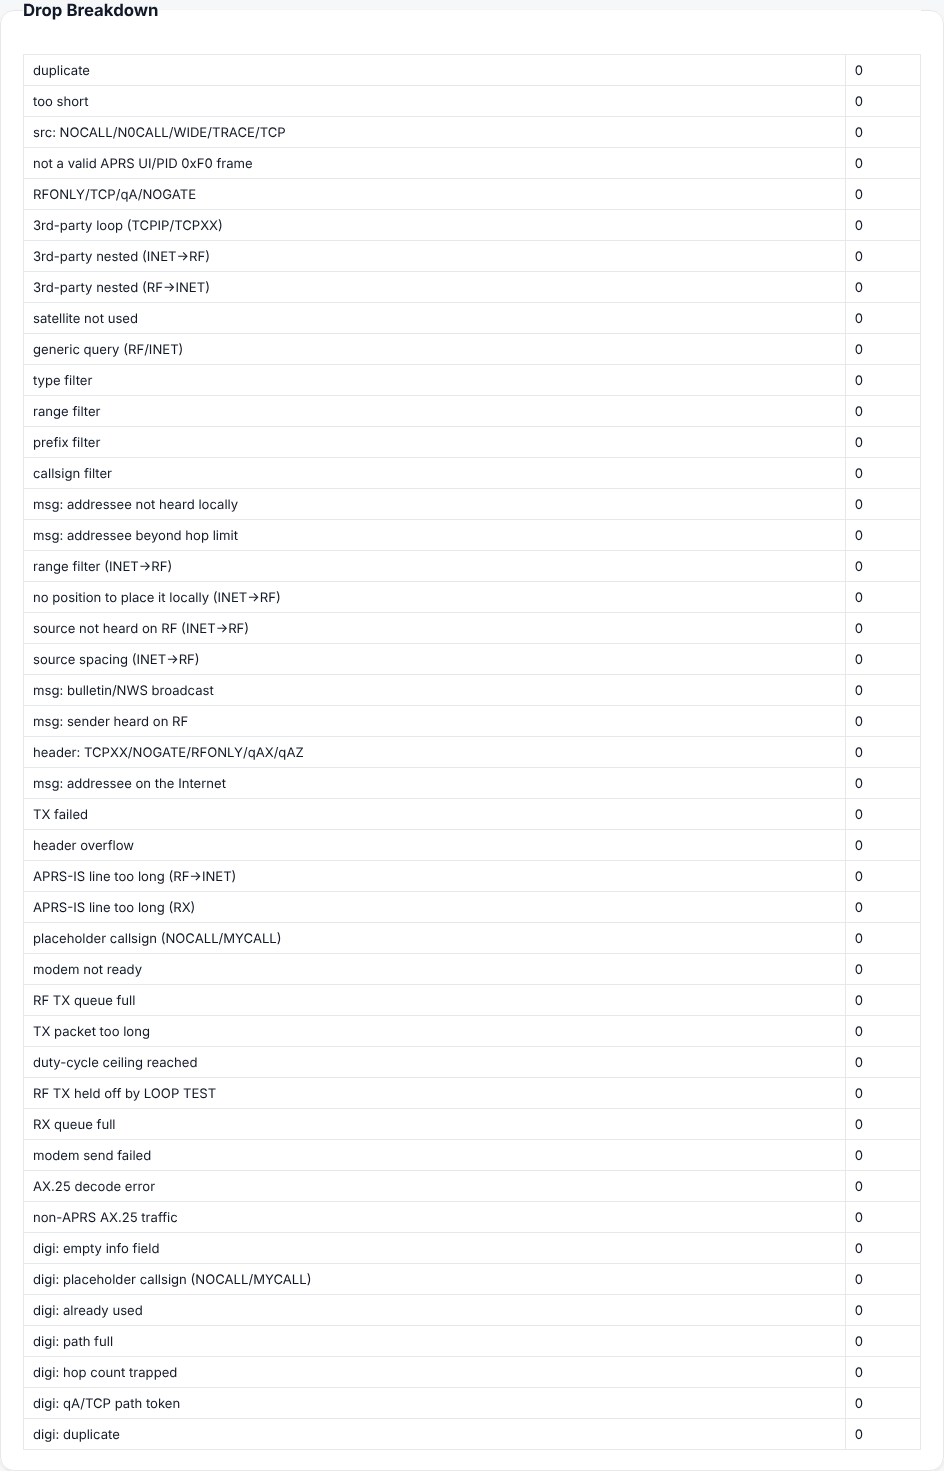 Drop Breakdown
duplicate 0
too short 0
src: NOCALL/N0CALL/WIDE/TRACE/TCP 0
not a valid APRS UI/PID 0xF0 frame 0
RFONLY/TCP/qA/NOGATE 0
3rd-party loop (TCPIP/TCPXX) 0
3rd-party nested (INET→RF) 0
3rd-party nested (RF→INET) 0
satellite not used 0
generic query (RF/INET) 0
type filter 0
range filter 0
prefix filter 0
callsign filter 0
msg: addressee not heard locally 0
msg: addressee beyond hop limit 0
range filter (INET→RF) 0
no position to place it locally (INET→RF) 0
source not heard on RF (INET→RF) 0
source spacing (INET→RF) 0
msg: bulletin/NWS broadcast 0
msg: sender heard on RF 0
header: TCPXX/NOGATE/RFONLY/qAX/qAZ 0
msg: addressee on the Internet 0
TX failed 0
header overflow 0
APRS-IS line too long (RF→INET) 0
APRS-IS line too long (RX) 0
placeholder callsign (NOCALL/MYCALL) 0
modem not ready 0
RF TX queue full 0
TX packet too long 0
duty-cycle ceiling reached 0
RF TX held off by LOOP TEST 0
RX queue full 0
modem send failed 0
AX.25 decode error 0
non-APRS AX.25 traffic 0
digi: empty info field 0
digi: placeholder callsign (NOCALL/MYCALL) 0
digi: already used 0
digi: path full 0
digi: hop count trapped 0
digi: qA/TCP path token 0
digi: duplicate 0